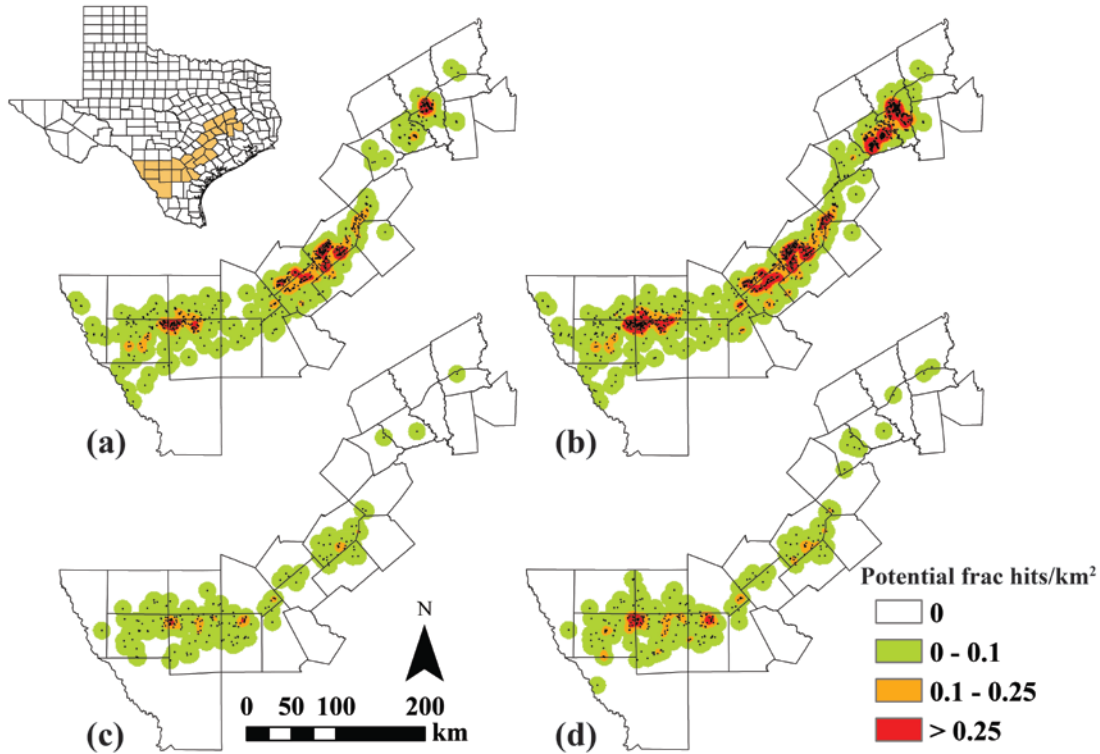 (a)
(b)
Potential frac hits/km²
0
0 - 0.1
0.1 - 0.25
> 0.25
N
0 50 100 200
km
(c)
(d)